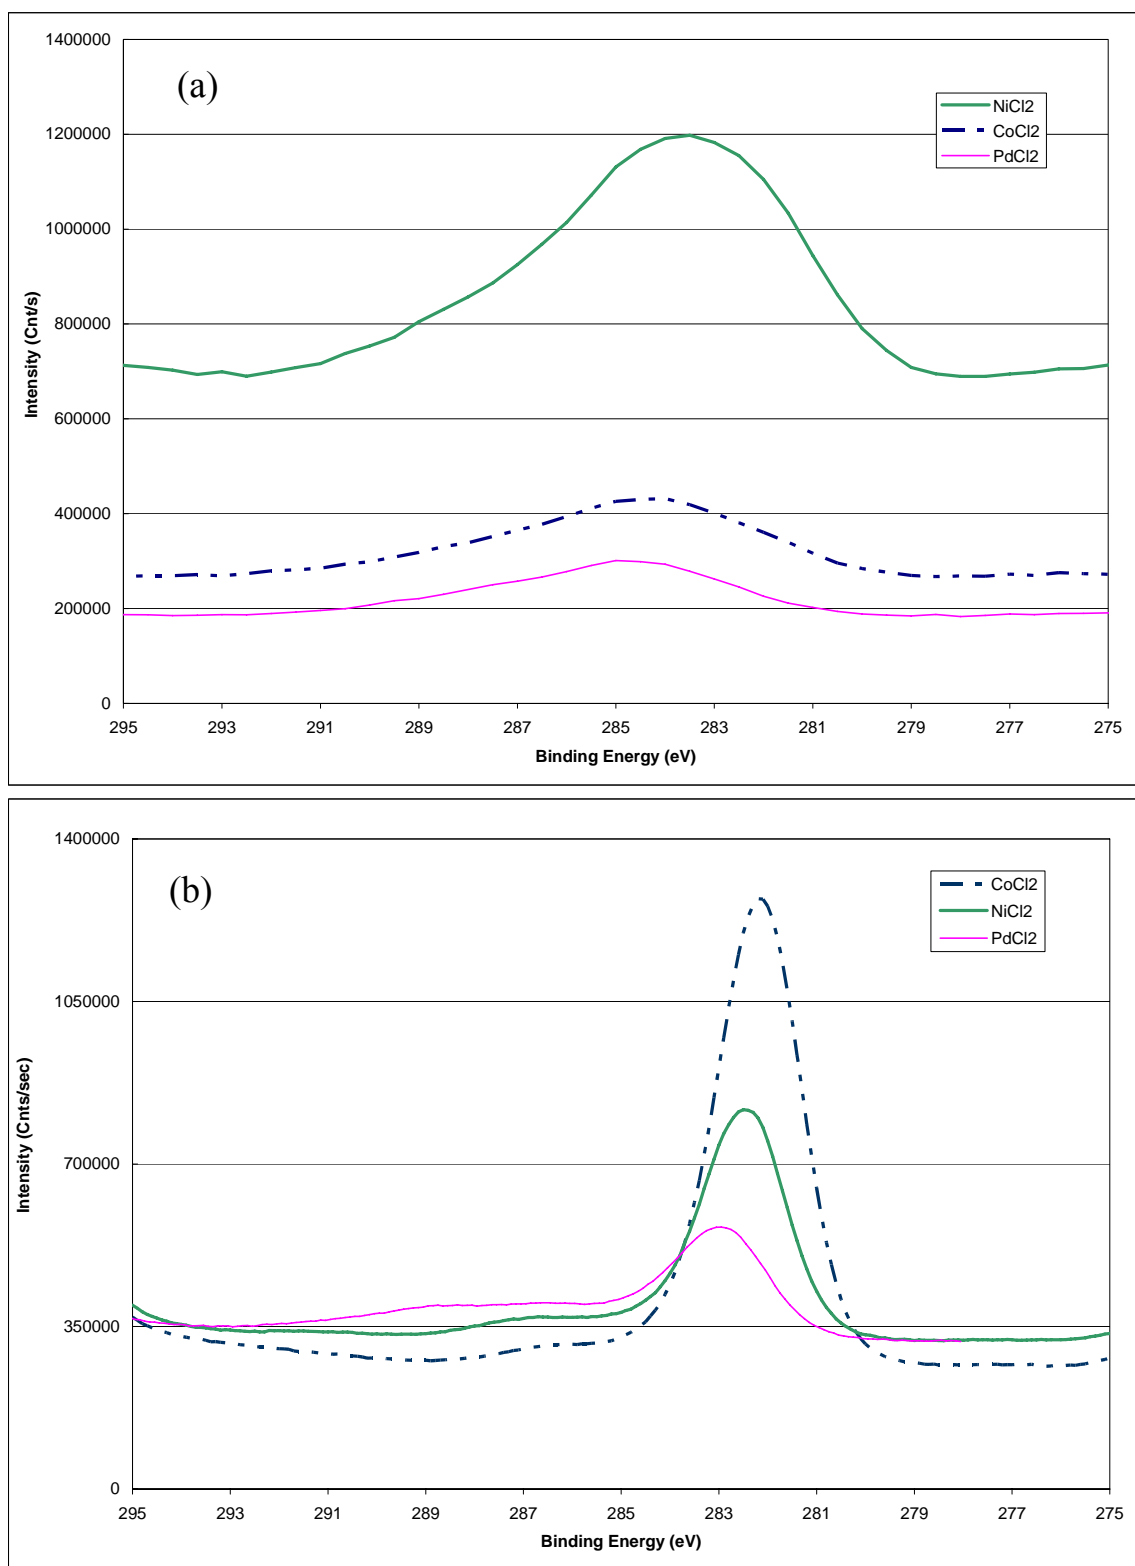 (a)
1400000
1200000
1000000
800000
600000
400000
200000
0
Intensity (Cnt/s)
NiCl2
CoCl2
PdCl2
295 293 291 289 287 285 283 281 279 277 275
Binding Energy (eV)
(b)
1400000
1050000
700000
350000
0
Intensity (Cnts/sec)
CoCl2
NiCl2
PdCl2
295 293 291 289 287 285 283 281 279 277 275
Binding Energy (eV)